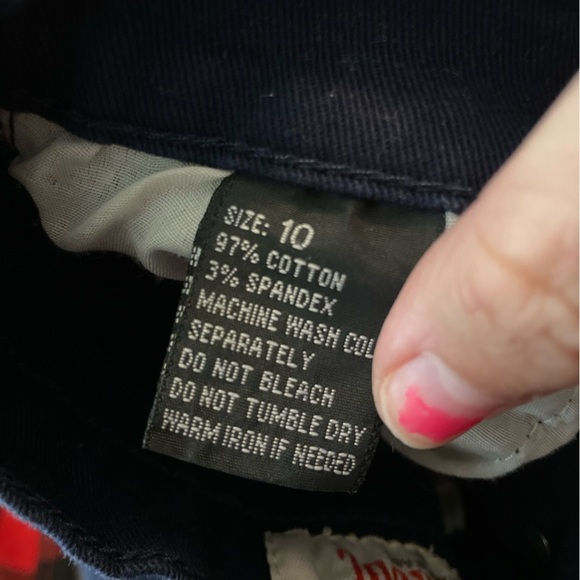 SIZE: 10
97% COTTON
3% SPANDEX
MACHINE WASH COL
SEPARATELY
DO NOT BLEACH
DO NOT TUMBLE DRY
WARM IRON IF NEEDED